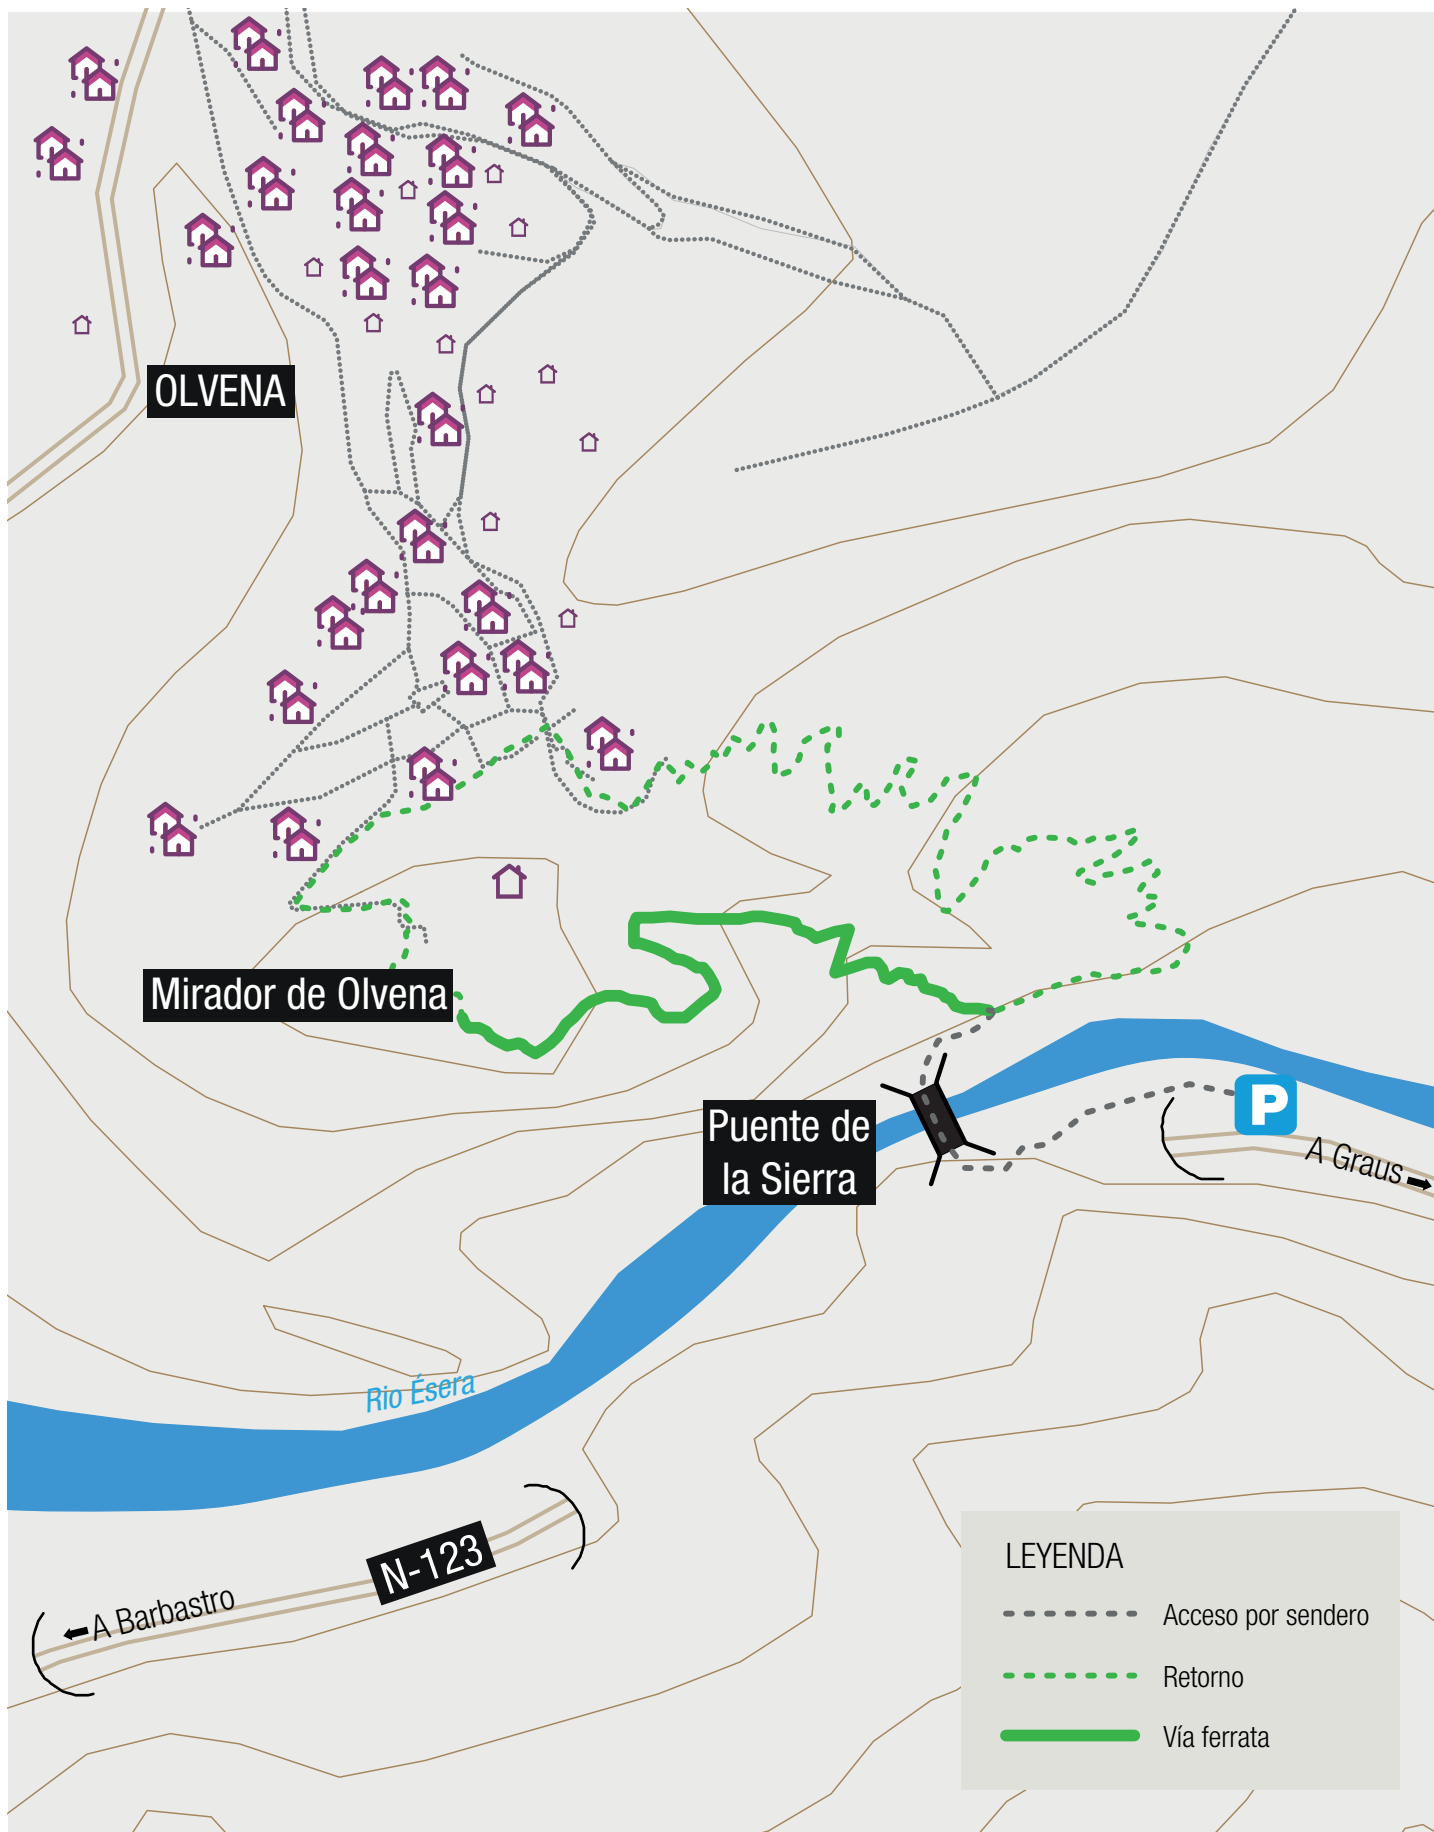 OLVENA
Mirador de Olvena
P
Puente de
la Sierra
A Graus
Rio Ésera
N-123
A Barbastro
LEYENDA
Acceso por sendero
Retorno
Vía ferrata